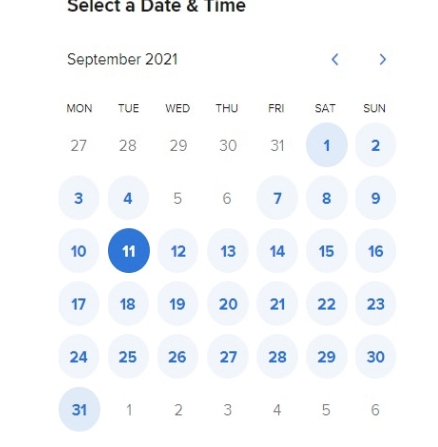 Select a Date & Time
September 2021
MON TUE WED THU FRI SAT SUN
27 28 29 30 31 1 2
3 4 5 6 7 8 9
10 11 12 13 14 15 16
17 18 19 20 21 22 23
24 25 26 27 28 29 30
31 1 2 3 4 5 6